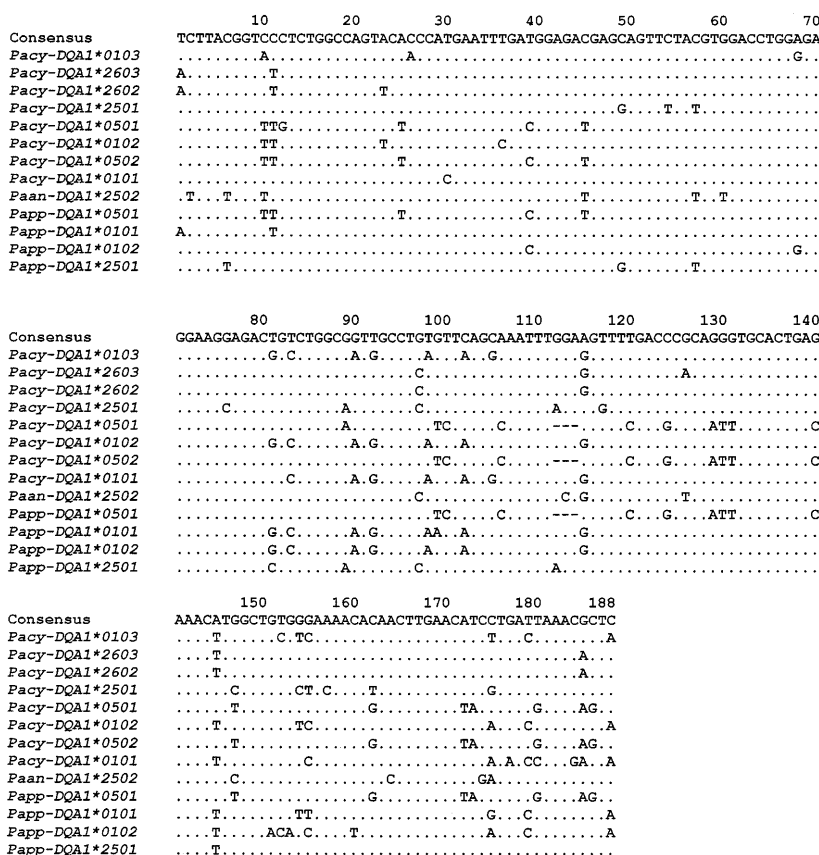 10 20 30 40 50 60 70
Consensus TCTTACGGTCCCTCTGGCCAGTACACCCATGAATTTGATGGAGACGAGCAGTTCTACGTGGACCTGGAGA
Pacy-DQA1*0103 .........A...............A.........................................G..
Pacy-DQA1*2603 A.........T...........................................................
Pacy-DQA1*2602 A.........T...........T...............................................
Pacy-DQA1*2501 ................................................G....T..T.............
Pacy-DQA1*0501 .........TTG............T.............C.....T.........................
Pacy-DQA1*0102 .........TT...........T............C..................................
Pacy-DQA1*0502 .........TT.............T.............C.....T.........................
Pacy-DQA1*0101 .............................C........................................
Paan-DQA1*2502 .T...T...T..................................T...........T..T..........
Papp-DQA1*0501 .........TT.............T.............C.....T.........................
Papp-DQA1*0101 A.........T...........................................................
Papp-DQA1*0102 ......................................C............................G..
Papp-DQA1*2501 .....T..........................................G.......T.............
80 90 100 110 120 130 140
Consensus GGAAGGAGACTGTCTGGCGGTTGCCTGTGTTCAGCAAATTTGGAAGTTTTGACCCGCAGGGTGCACTGAG
Pacy-DQA1*0103 ..........G.C......A.G.....A...A..G.........G.........................
Pacy-DQA1*2603 ..........................C.................G..........A..............
Pacy-DQA1*2602 ..........................C.................G.........................
Pacy-DQA1*2501 .....C............A.......C..............A....G.......................
Pacy-DQA1*0501 ..................A.........TC.....C.....---.....C...G....ATT........C
Pacy-DQA1*0102 ..........G.C......A.G.....A...A............G.........................
Pacy-DQA1*0502 ............................TC.....C.....---.....C...G....ATT........C
Pacy-DQA1*0101 ............C......A.G.....A...A..G.........G.........................
Paan-DQA1*2502 ..........................C...............C.G..........T..............
Papp-DQA1*0501 ............................TC.....C.....---.....C...G....ATT........C
Papp-DQA1*0101 ..........G.C......A.G.....AA..A............G.........................
Papp-DQA1*0102 ..........G.C......A.G.....A...A............G.........................
Papp-DQA1*2501 ..........C.......A.......C..............A............................
150 160 170 180 188
Consensus AAACATGGCTGTGGGAAAACACAACTTGAACATCCTGATTAAACGCTC
Pacy-DQA1*0103 ....T......C.TC...................T...C........A
Pacy-DQA1*2603 ....T.......................................A...
Pacy-DQA1*2602 ....T.......................................A...
Pacy-DQA1*2501 ......C......CT.C....T............G.............
Pacy-DQA1*0501 ......T..............G.........TA......G....AG..
Pacy-DQA1*0102 ....T........TC...................A...C........A
Pacy-DQA1*0502 ......T..............G.........TA......G....AG..
Pacy-DQA1*0101 ....T.........C...................A.A.CC...GA..A
Paan-DQA1*2502 ......C................C.........GA.............
Papp-DQA1*0501 ......T..............G.........TA......G....AG..
Papp-DQA1*0101 ....T........TT...................G...C........A
Papp-DQA1*0102 ....T.....ACA.C....T..............A...C........A
Papp-DQA1*2501 ....T...........................................